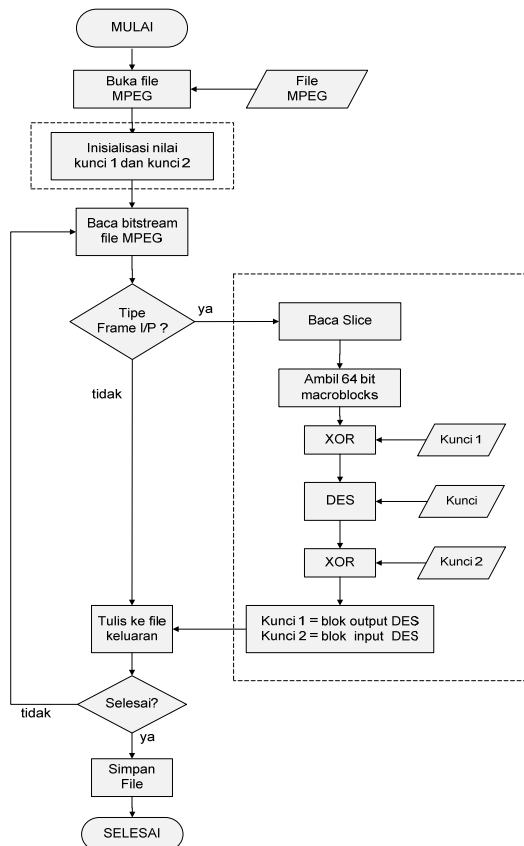 MULAI
Buka file
MPEG
File
MPEG
Inisialisasi nilai
kunci 1 dan kunci 2
Baca bitstream
file MPEG
Tipe
Frame I/P ?
ya
tidak
Baca Slice
Ambil 64 bit
macroblocks
XOR
Kunci 1
DES
Kunci
XOR
Kunci 2
Kunci 1 = blok output DES
Kunci 2 = blok input DES
Tulis ke file
keluaran
Selesai?
tidak
ya
Simpan
File
SELESAI